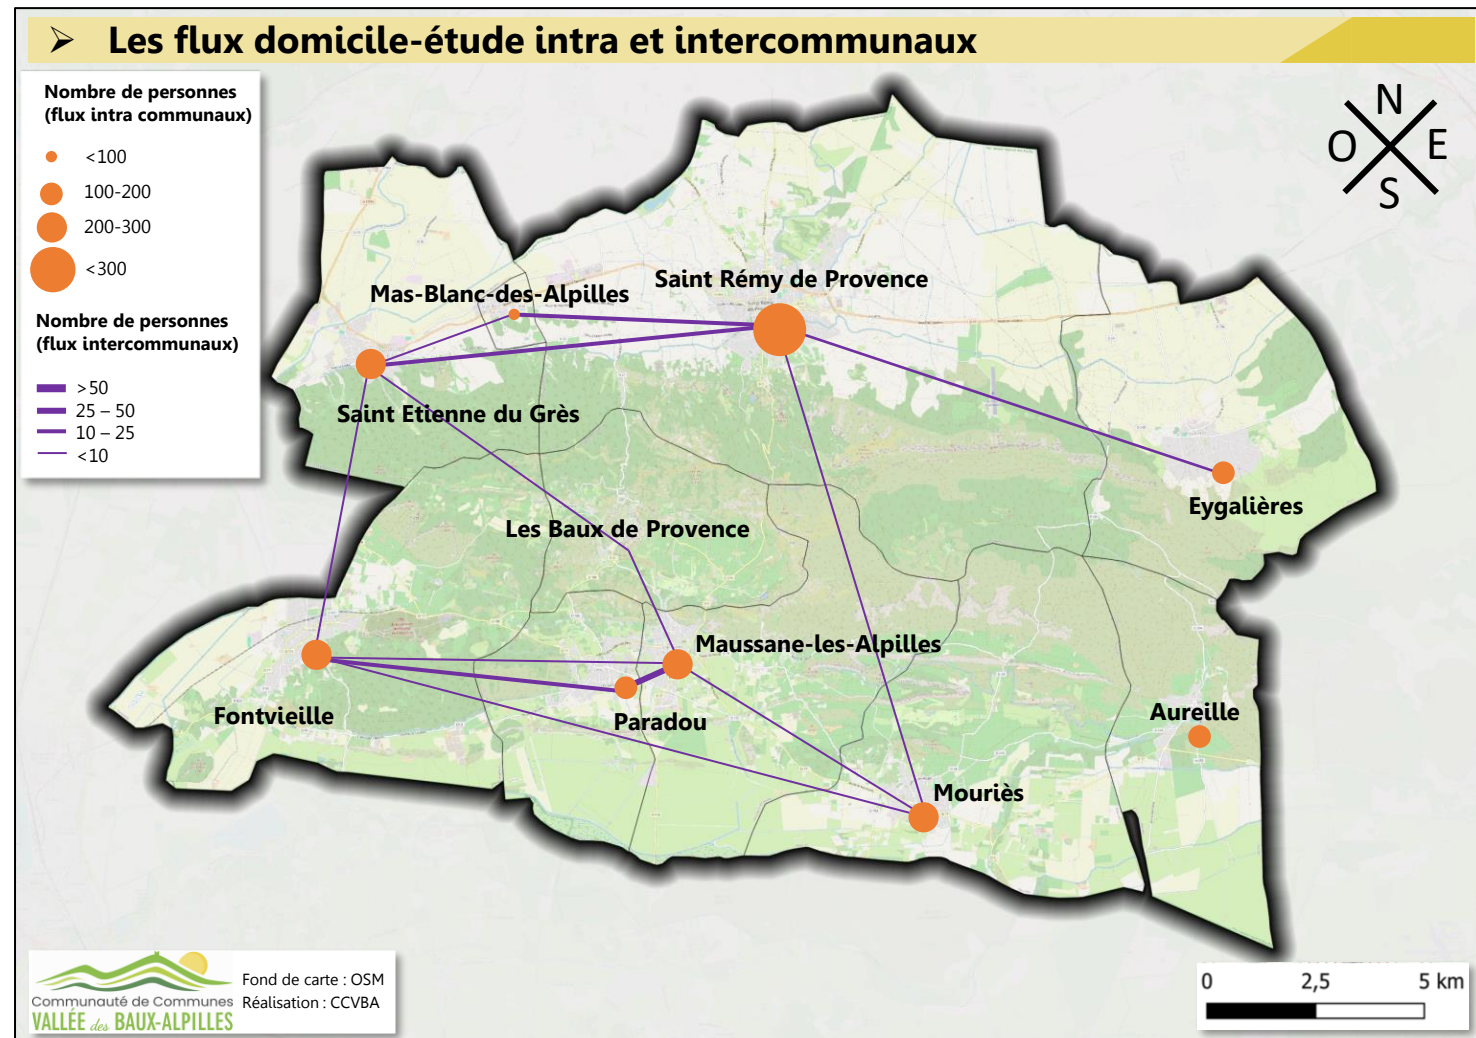 ➤ Les flux domicile-étude intra et intercommunaux
Nombre de personnes
(flux intra communaux)
<100
100-200
200-300
<300
Nombre de personnes
(flux intercommunaux)
>50
25 – 50
10 – 25
<10
N
O E
S
Saint Rémy de Provence
Mas-Blanc-des-Alpilles
Saint Etienne du Grès
Eygalières
Les Baux de Provence
Maussane-les-Alpilles
Fontvieille
Paradou
Aureille
Mouriès
Communauté de Communes
VALLÉE des BAUX-ALPILLES
Fond de carte : OSM
Réalisation : CCVBA
0 2,5 5 km